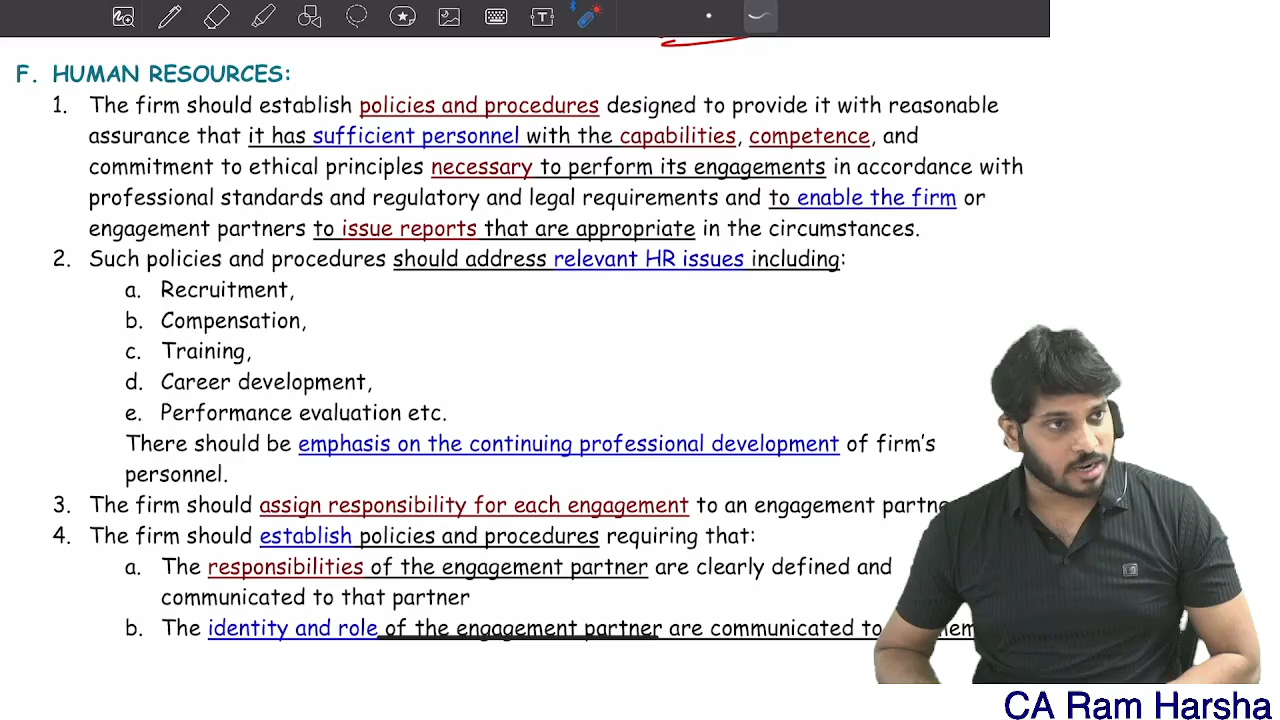 F. HUMAN RESOURCES:
1. The firm should establish policies and procedures designed to provide it with reasonable
assurance that it has sufficient personnel with the capabilities, competence, and
commitment to ethical principles necessary to perform its engagements in accordance with
professional standards and regulatory and legal requirements and to enable the firm or
engagement partners to issue reports that are appropriate in the circumstances.
2. Such policies and procedures should address relevant HR issues including:
a. Recruitment,
b. Compensation,
c. Training,
d. Career development,
e. Performance evaluation etc.
There should be emphasis on the continuing professional development of firm's
personnel.
3. The firm should assign responsibility for each engagement to an engagement
4. The firm should establish policies and procedures requiring that:
a. The responsibilities of the engagement partner are clearly defined and
communicated to that partner
b. The identity and role of the engagement partner are communicated to
CA Ram Harsha